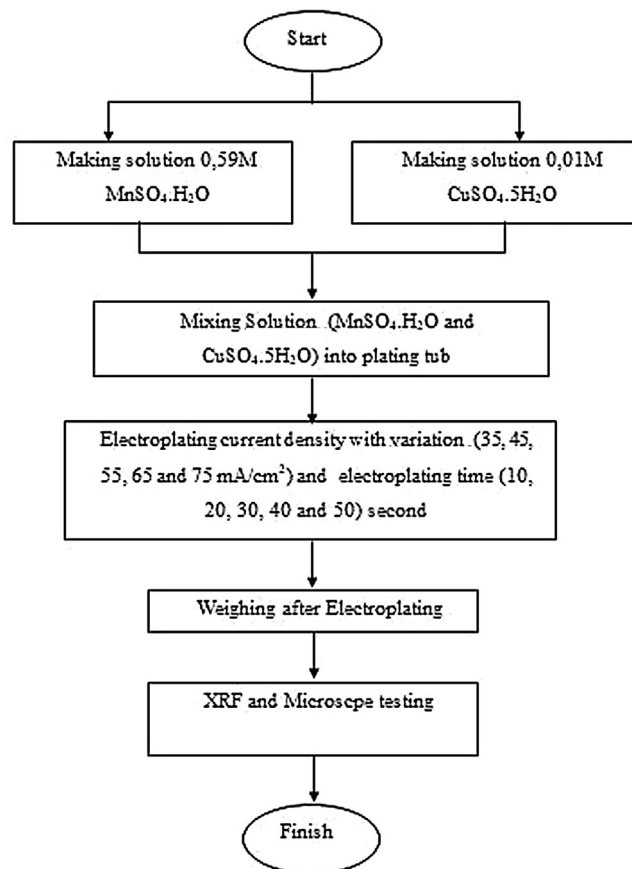 Start
Making solution 0,59M
MnSO₄.H₂O
Making solution 0,01M
CuSO₄.5H₂O
Mixing Solution (MnSO₄.H₂O and
CuSO₄.5H₂O) into plating tub
Electroplating current density with variation (35, 45,
55, 65 and 75 mA/cm²) and electroplating time (10,
20, 30, 40 and 50) second
Weighing after Electroplating
XRF and Microscpe testing
Finish